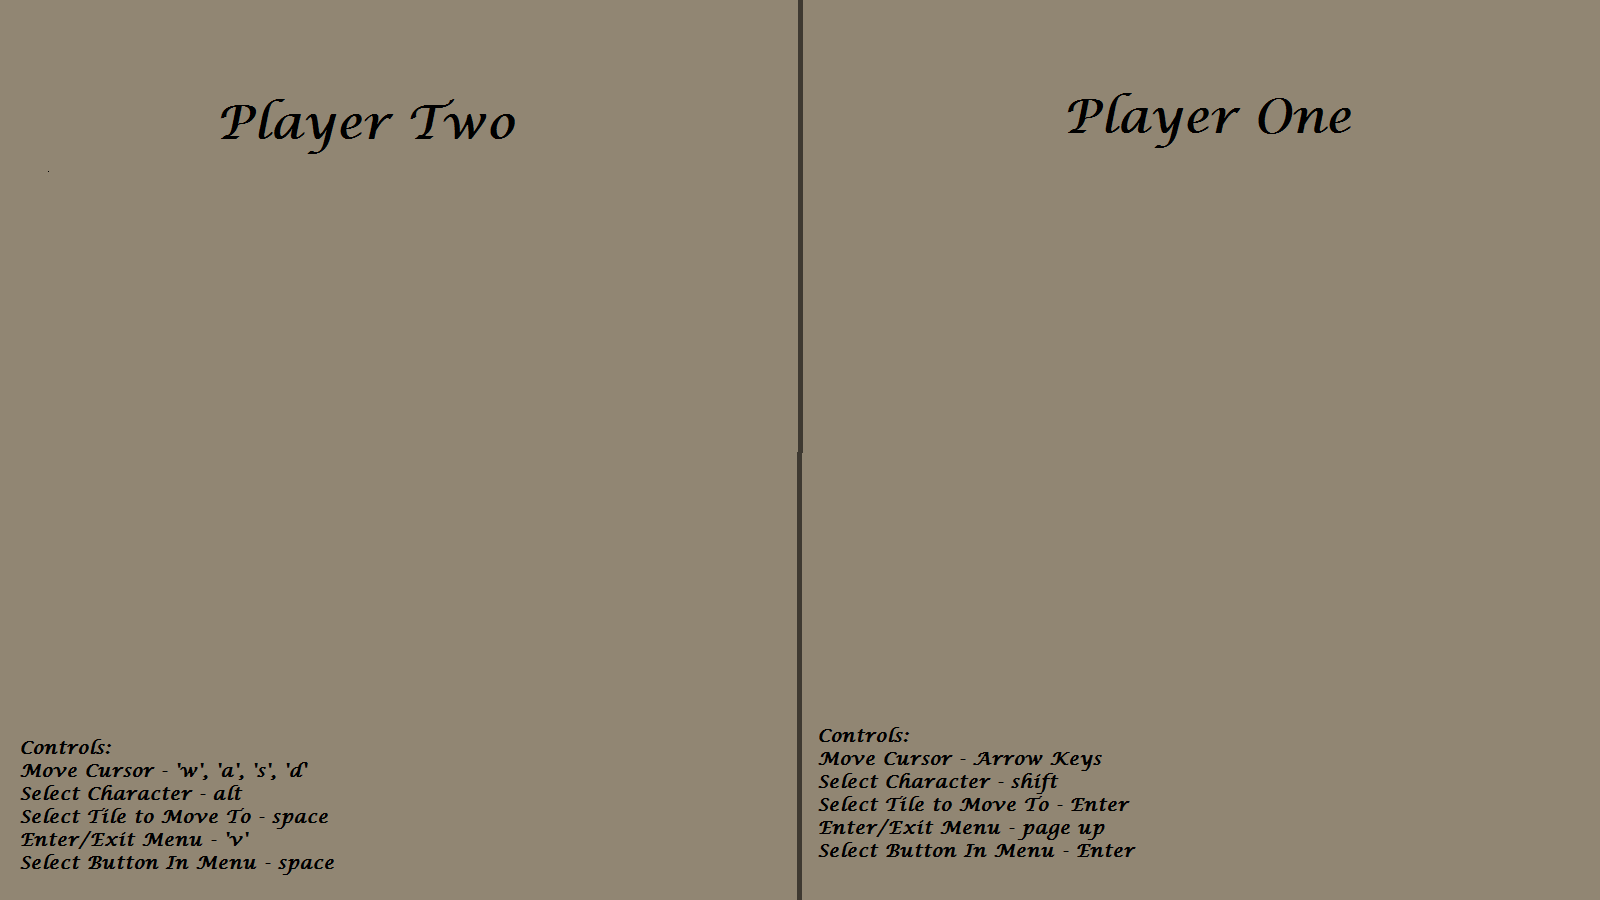 Player Two
Controls:
Move Cursor - 'w', 'a', 's', 'd'
Select Character - alt
Select Tile to Move To - space
Enter/Exit Menu - 'v'
Select Button In Menu - space
Player One
Controls:
Move Cursor - Arrow Keys
Select Character - shift
Select Tile to Move To - Enter
Enter/Exit Menu - page up
Select Button In Menu - Enter